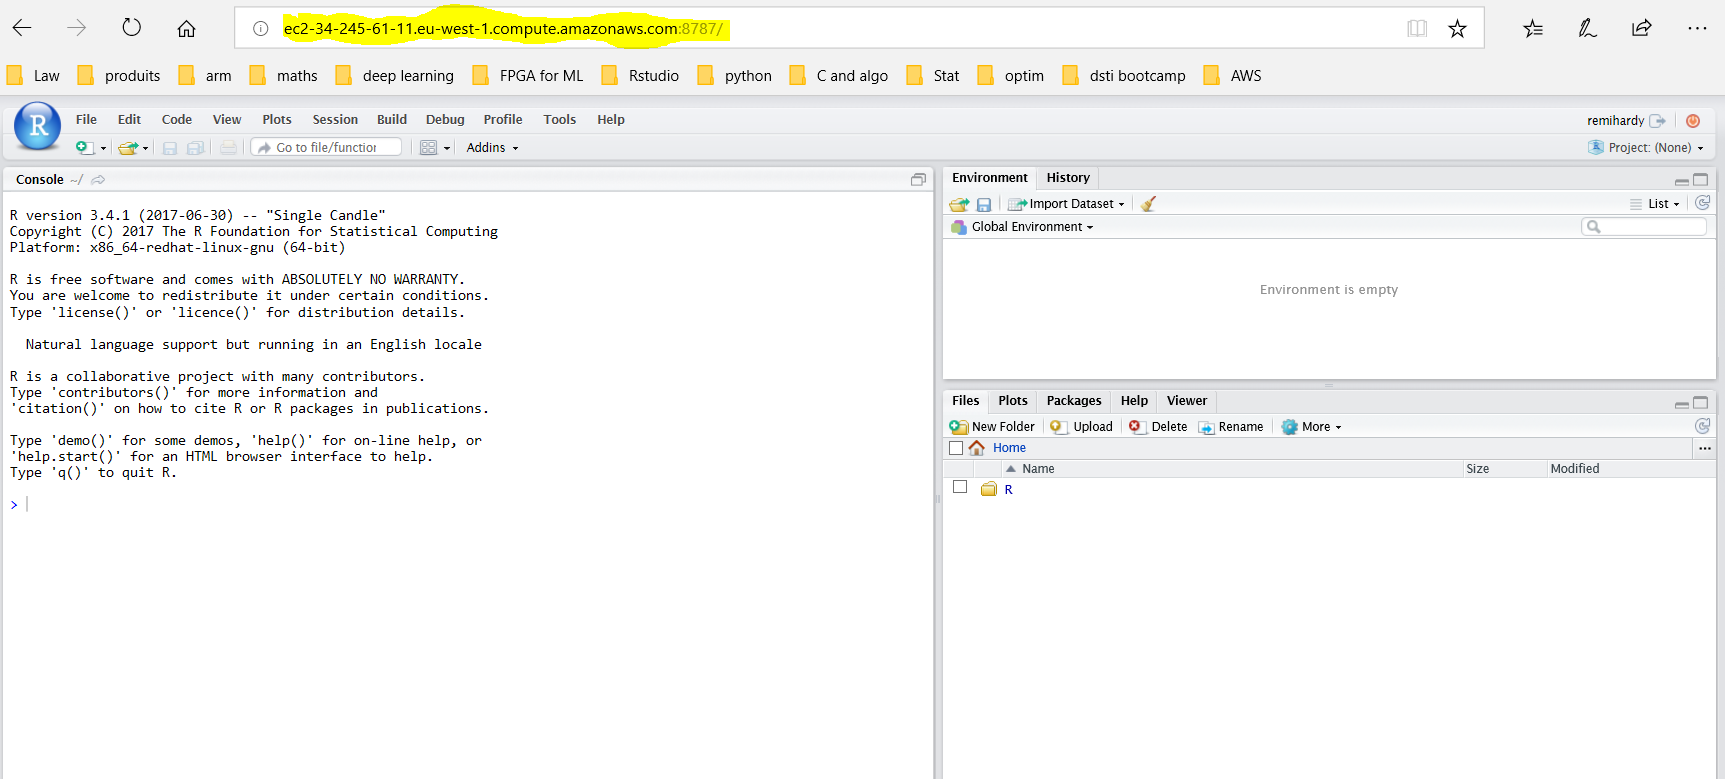 ec2-34-245-61-11.eu-west-1.compute.amazonaws.com:8787/
Law produits arm maths deep learning FPGA for ML Rstudio python C and algo Stat optim dsti bootcamp AWS
R
File Edit Code View Plots Session Build Debug Profile Tools Help
remihardy
Go to file/function
Addins
Project: (None)
Console ~/
R version 3.4.1 (2017-06-30) -- "Single Candle"
Copyright (C) 2017 The R Foundation for Statistical Computing
Platform: x86_64-redhat-linux-gnu (64-bit)
R is free software and comes with ABSOLUTELY NO WARRANTY.
You are welcome to redistribute it under certain conditions.
Type 'license()' or 'licence()' for distribution details.
Natural language support but running in an English locale
R is a collaborative project with many contributors.
Type 'contributors()' for more information and
'citation()' on how to cite R or R packages in publications.
Type 'demo()' for some demos, 'help()' for on-line help, or
'help.start()' for an HTML browser interface to help.
Type 'q()' to quit R.
>
Environment History
Import Dataset List
Global Environment
Environment is empty
Files Plots Packages Help Viewer
New Folder Upload Delete Rename More
Home ...
Name Size Modified
R